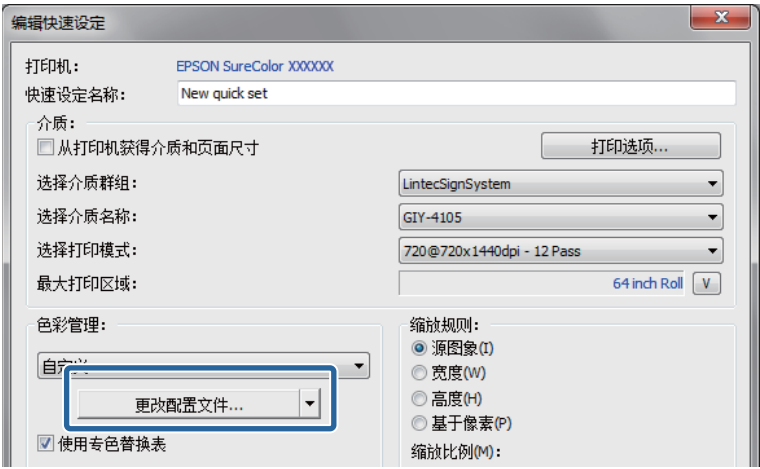 编辑快速设定
打印机： EPSON SureColor XXXXXX
快速设定名称： New quick set
介质：
从打印机获得介质和页面尺寸 打印选项...
选择介质群组： LintecSignSystem
选择介质名称： GIY-4105
选择打印模式： 720@720x1440dpi - 12 Pass
最大打印区域： 64 inch Roll V
色彩管理：
自定义
更改配置文件...
使用专色替换表
缩放规则：
源图象(I)
宽度(W)
高度(H)
基于像素(P)
缩放比例(M)：